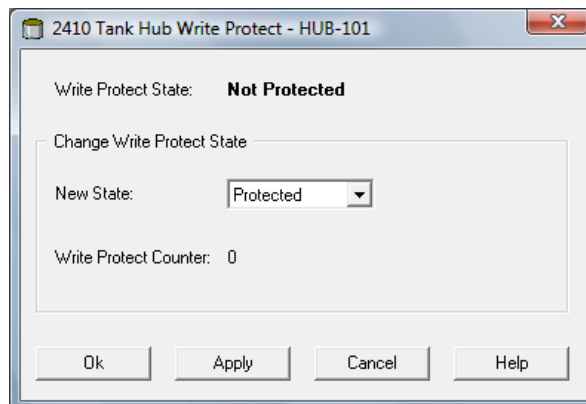 2410 Tank Hub Write Protect - HUB-101
Write Protect State: Not Protected
Change Write Protect State
New State: Protected
Write Protect Counter: 0
Ok Apply Cancel Help